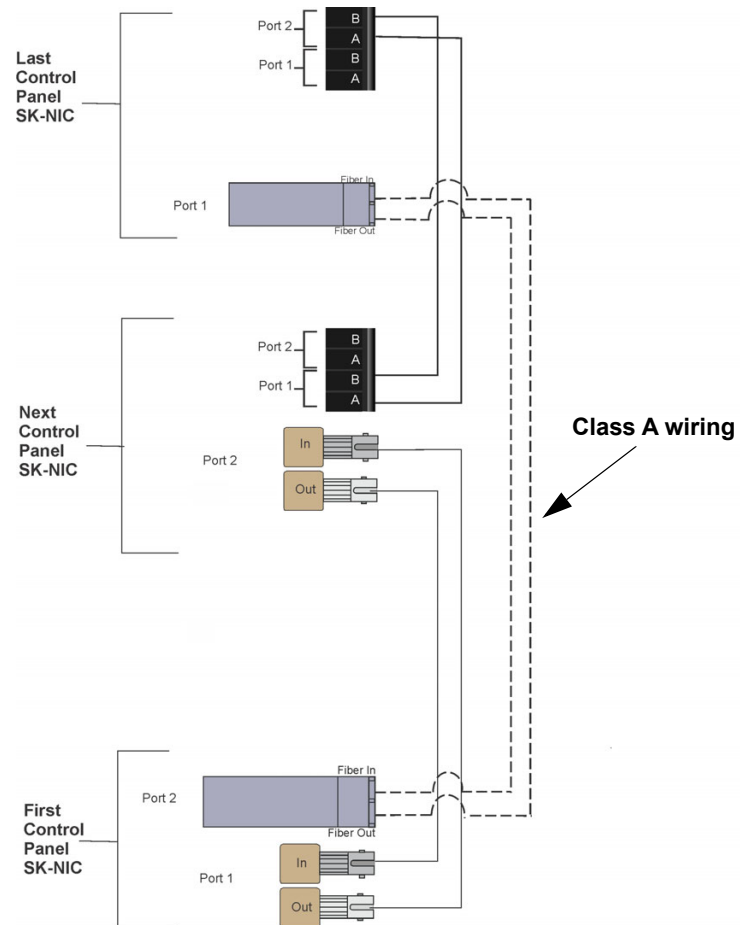 Port 2
B
A
Port 1
B
A
Last
Control
Panel
SK-NIC
Port 1
Fiber In
Fiber Out
Port 2
B
A
Port 1
B
A
Next
Control
Panel
SK-NIC
Port 2
In
Out
Class A wiring
First
Control
Panel
SK-NIC
Port 2
Fiber In
Fiber Out
Port 1
In
Out